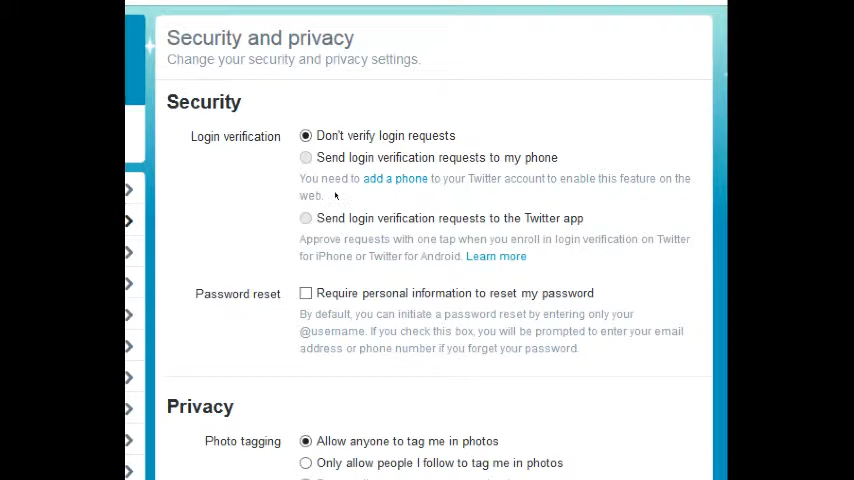 Security and privacy
Change your security and privacy settings.
Security
Login verification
Don't verify login requests
Send login verification requests to my phone
You need to add a phone to your Twitter account to enable this feature on the
web.
Send login verification requests to the Twitter app
Approve requests with one tap when you enroll in login verification on Twitter
for iPhone or Twitter for Android. Learn more
Password reset
Require personal information to reset my password
By default, you can initiate a password reset by entering only your
@username. If you check this box, you will be prompted to enter your email
address or phone number if you forget your password.
Privacy
Photo tagging
Allow anyone to tag me in photos
Only allow people I follow to tag me in photos